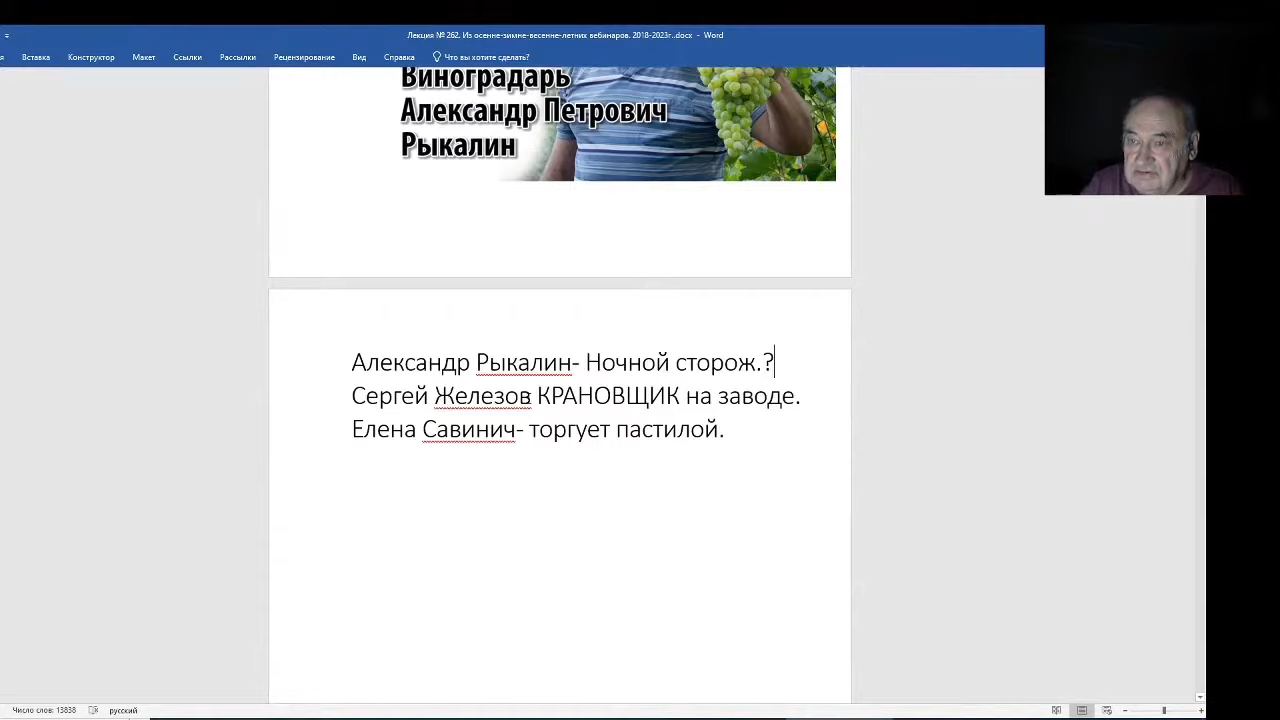 Лекция № 262. Из осенне-зимне-весенне-летних вебинаров. 2018-2023г..docx - Word
я Вставка Конструктор Макет Ссылки Рассылки Рецензирование Вид Справка Что вы хотите сделать?
Виноградарь
Александр Петрович
Рыкалин
Александр Рыкалин- Ночной сторож.?
Сергей Железов КРАНОВЩИК на заводе.
Елена Савинич- торгует пастилой.
Число слов: 13838 русский